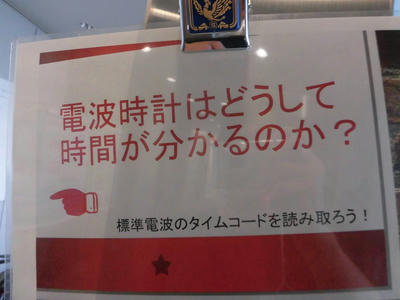 電波時計はどうして
時間が分かるのか？
標準電波のタイムコードを読み取ろう！